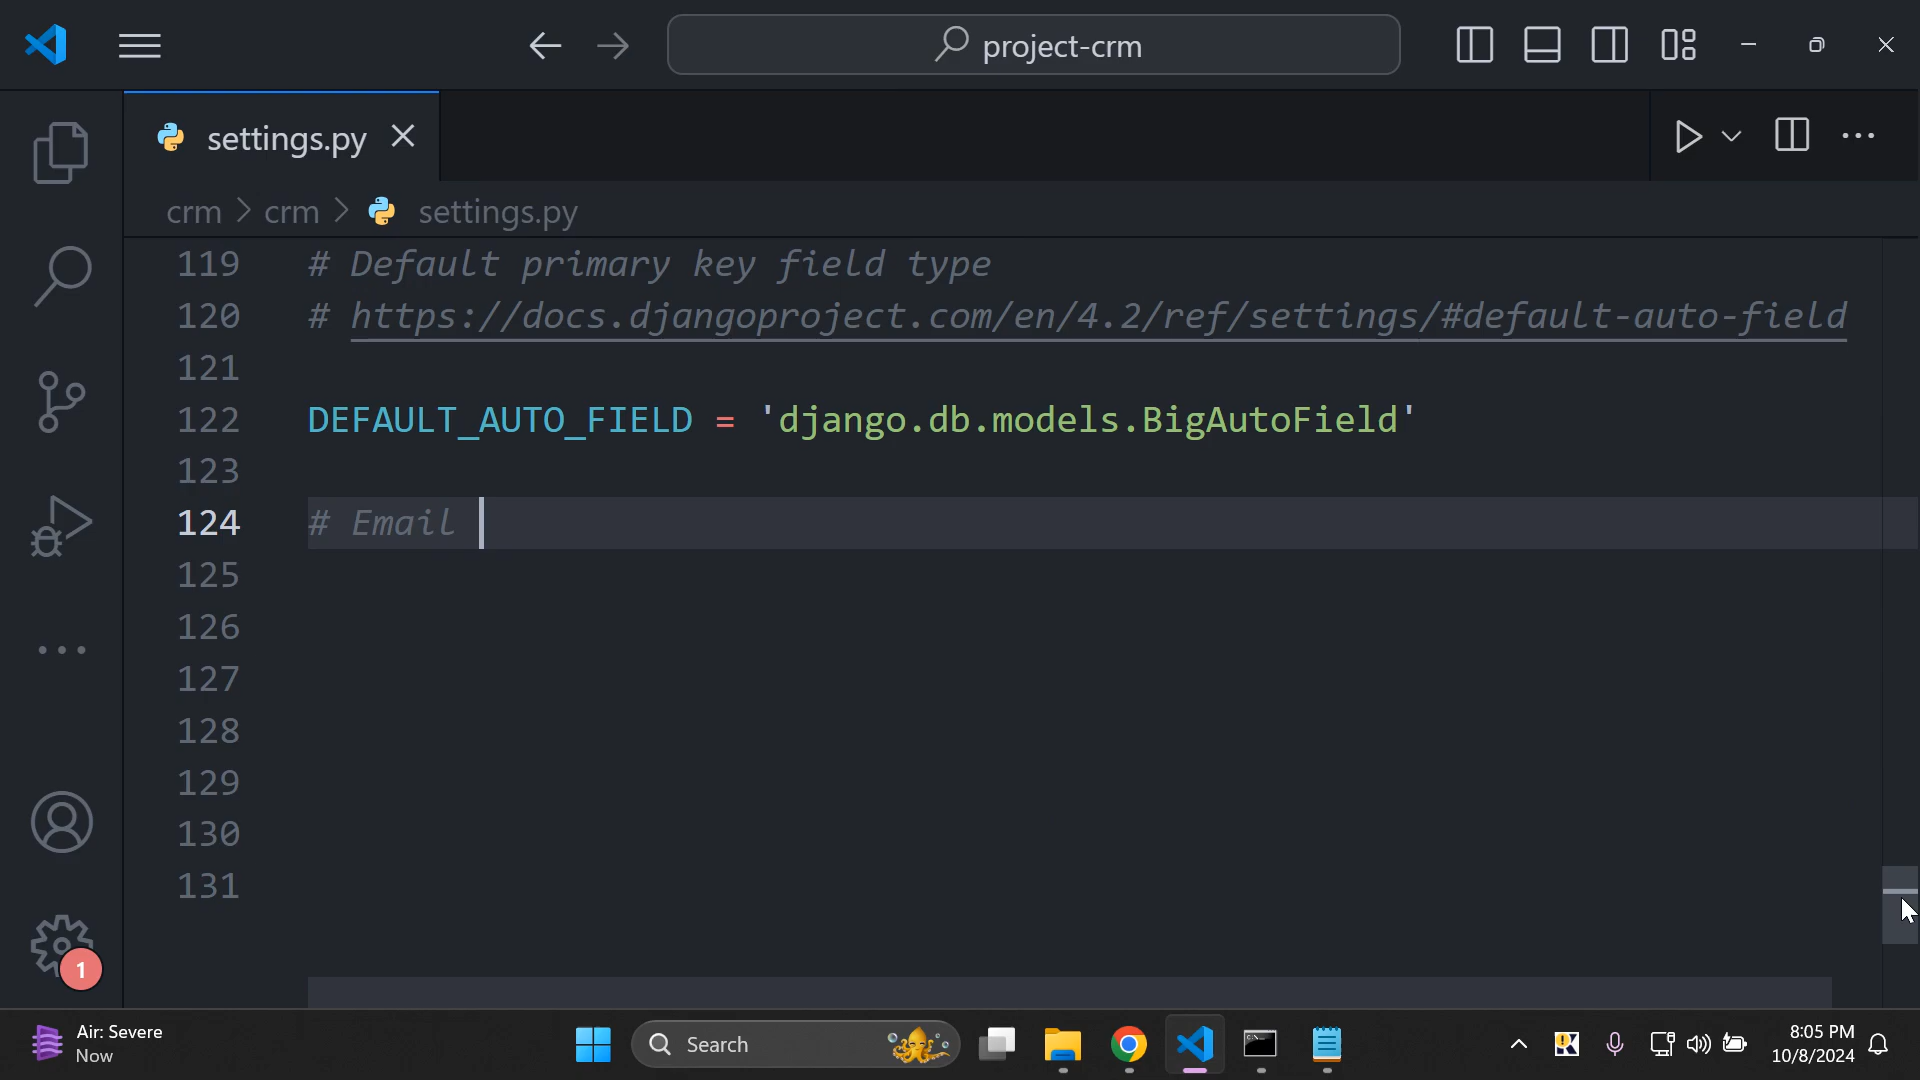 project-crm
settings.py
crm > crm > settings.py
119 # Default primary key field type
120 # https://docs.djangoproject.com/en/4.2/ref/settings/#default-auto-field
121
122 DEFAULT_AUTO_FIELD = 'django.db.models.BigAutoField'
123
124 # Email
125
126
127
128
129
130
131
1
Air: Severe
Now
Search
8:05 PM
10/8/2024